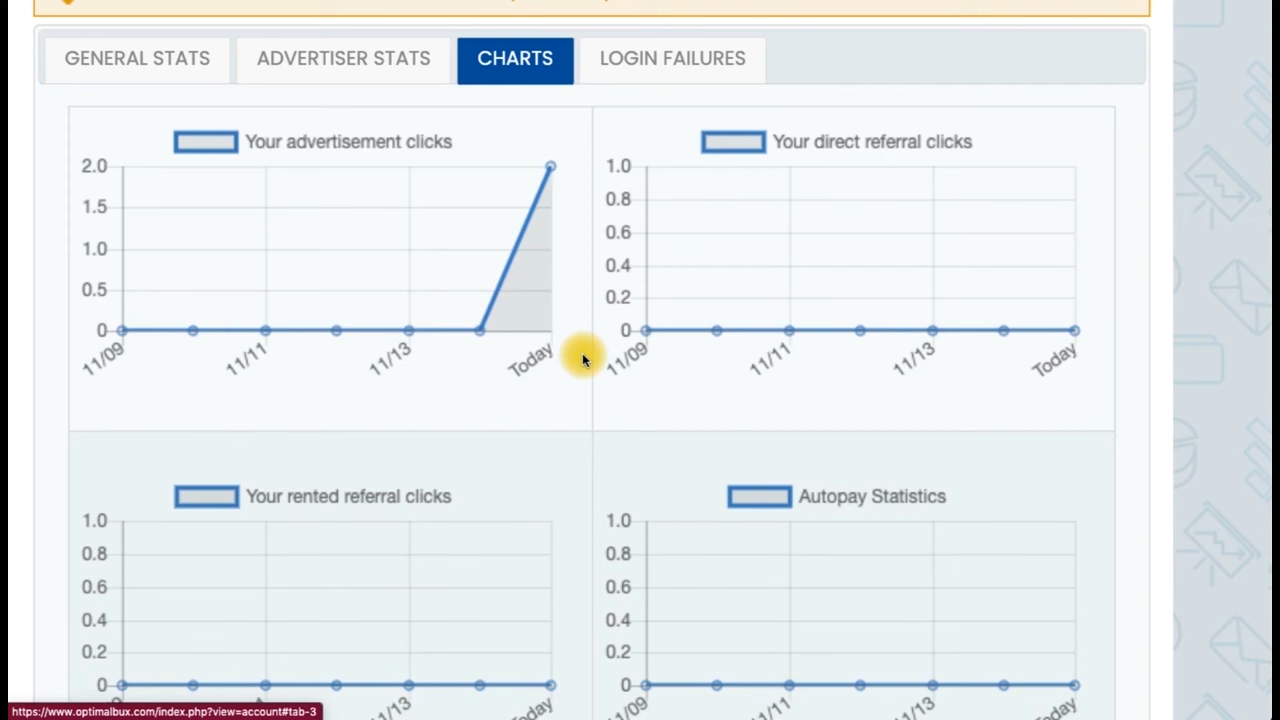 GENERAL STATS
ADVERTISER STATS
CHARTS
LOGIN FAILURES
Your advertisement clicks
2.0
1.5
1.0
0.5
0
11/09
11/11
11/13
Today
Your direct referral clicks
1.0
0.8
0.6
0.4
0.2
0
11/09
11/11
11/13
Today
Your rented referral clicks
1.0
0.8
0.6
0.4
0.2
0
11/13
Autopay Statistics
1.0
0.8
0.6
0.4
0.2
0
11/11
11/13
https://www.optimalbux.com/index.php?view=account#tab-3